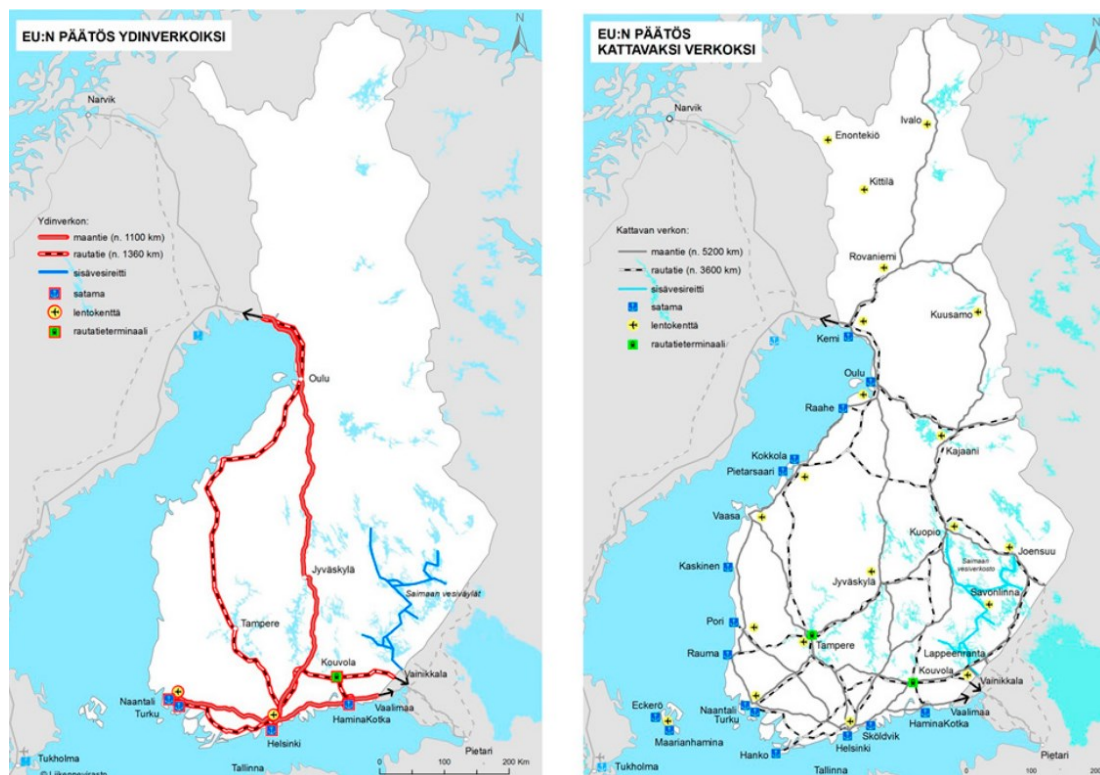 EU:N PÄÄTÖS YDINVERKOIKSI
N
Narvik
Ydinverkon:
maantie (n. 1100 km)
rautatie (n. 1360 km)
sisävesireitti
satama
lentokenttä
rautatieterminaali
Oulu
Jyväskylä
Saimaan vesiväylät
Tampere
Kouvola
Vainikkala
Naantali
Turku
HaminaKotka
Vaalimaa
Helsinki
Pietari
Tukholma
Tallinna
© Liikennevirasto
0 100 200 Km
EU:N PÄÄTÖS
KATTAVAKSI VERKOKSI
N
Narvik
Enontekiö
Ivalo
Kittilä
Kattavan verkon:
maantie (n. 5200 km)
rautatie (n. 3600 km)
sisävesireitti
satama
lentokenttä
rautatieterminaali
Rovaniemi
Kuusamo
Kemi
Oulu
Raahe
Kajaani
Kokkola
Pietarsaari
Vaasa
Kuopio
Joensuu
Saimaan
vesiverkosto
Kaskinen
Jyväskylä
Savonlinna
Pori
Tampere
Rauma
Lappeenranta
Kouvola
Vainikkala
Naantali
Turku
HaminaKotka
Vaalimaa
Eckerö
Maarianhamina
Sköldvik
Helsinki
Hanko
Pietari
Tukholma
Tallinna
0 100 200